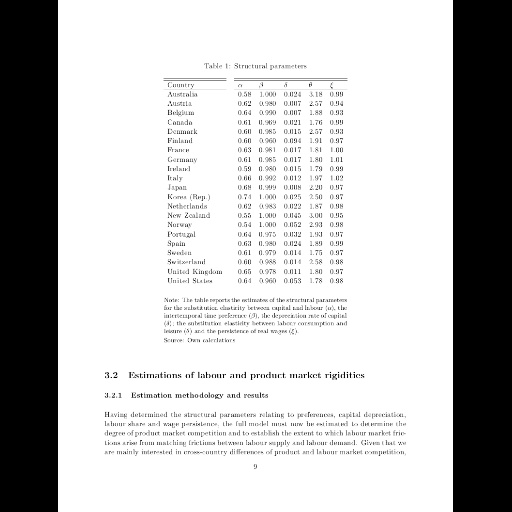 Table 1: Structural parameters
Country α β δ θ ξ
Australia 0.58 1.000 0.024 3.18 0.99
Austria 0.62 0.980 0.007 2.57 0.94
Belgium 0.64 0.990 0.007 1.88 0.93
Canada 0.61 0.969 0.021 1.76 0.99
Denmark 0.60 0.985 0.015 2.57 0.93
Finland 0.60 0.960 0.094 1.91 0.97
France 0.63 0.981 0.017 1.81 1.00
Germany 0.61 0.985 0.017 1.80 1.01
Ireland 0.59 0.980 0.015 1.79 0.99
Italy 0.66 0.992 0.012 1.97 1.02
Japan 0.68 0.999 0.008 2.20 0.97
Korea (Rep.) 0.74 1.000 0.025 2.50 0.97
Netherlands 0.62 0.983 0.022 1.87 0.98
New Zealand 0.55 1.000 0.045 3.00 0.95
Norway 0.54 1.000 0.052 2.93 0.98
Portugal 0.64 0.975 0.032 1.93 0.97
Spain 0.63 0.980 0.024 1.89 0.99
Sweden 0.61 0.979 0.014 1.75 0.97
Switzerland 0.60 0.988 0.014 2.58 0.98
United Kingdom 0.65 0.978 0.011 1.80 0.97
United States 0.64 0.960 0.053 1.78 0.98
Note: The table reports the estimates of the structural parameters
for the substitution elasticity between capital and labour (α), the
intertemporal time preference (β), the depreciation rate of capital
(δ), the substitution elasticity between labour consumption and
leisure (θ) and the persistence of real wages (ξ).
Source: Own calculations
3.2 Estimations of labour and product market rigidities
3.2.1 Estimation methodology and results
Having determined the structural parameters relating to preferences, capital depreciation,
labour share and wage persistence, the full model must now be estimated to determine the
degree of product market competition and to establish the extent to which labour market fric-
tions arise from matching frictions between labour supply and labour demand. Given that we
are mainly interested in cross-country differences of product and labour market competition,
9